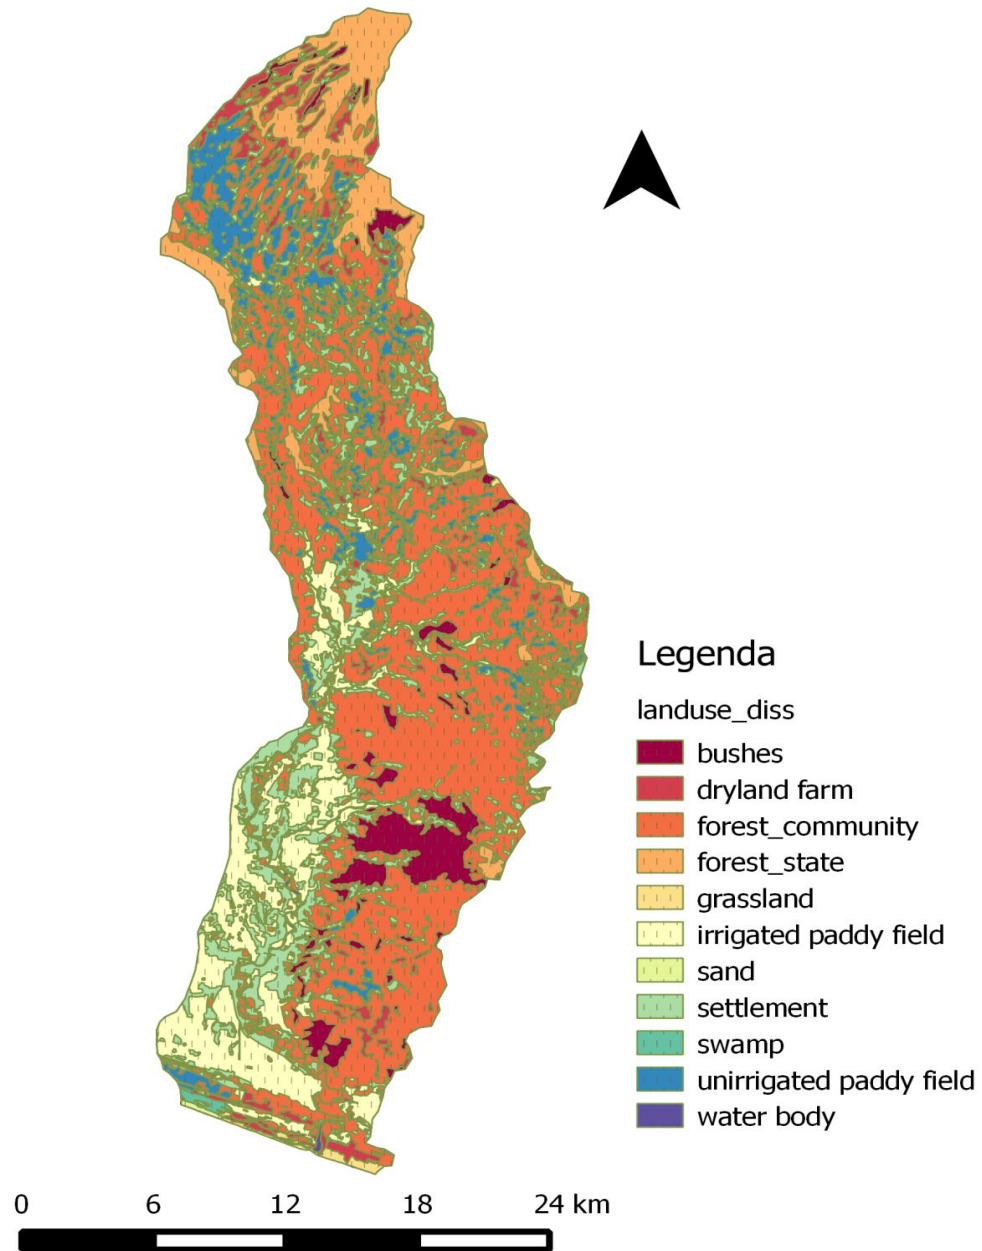 Legenda
landuse_diss
bushes
dryland farm
forest_community
forest_state
grassland
irrigated paddy field
sand
settlement
swamp
unirrigated paddy field
water body
0 6 12 18 24 km